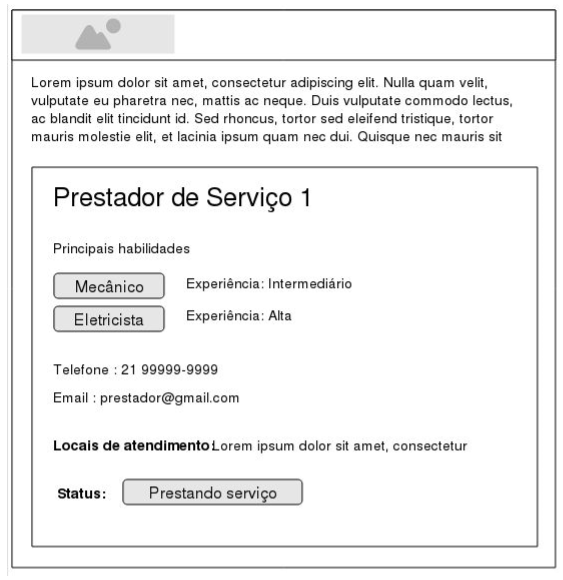 Lorem ipsum dolor sit amet, consectetur adipiscing elit. Nulla quam velit,
vulputate eu pharetra nec, mattis ac neque. Duis vulputate commodo lectus,
ac blandit elit tincidunt id. Sed rhoncus, tortor sed eleifend tristique, tortor
mauris molestie elit, et lacinia ipsum quam nec dui. Quisque nec mauris sit
Prestador de Serviço 1
Principais habilidades
Mecânico Experiência: Intermediário
Eletricista Experiência: Alta
Telefone : 21 99999-9999
Email : prestador@gmail.com
Locais de atendimento: Lorem ipsum dolor sit amet, consectetur
Status: Prestando serviço